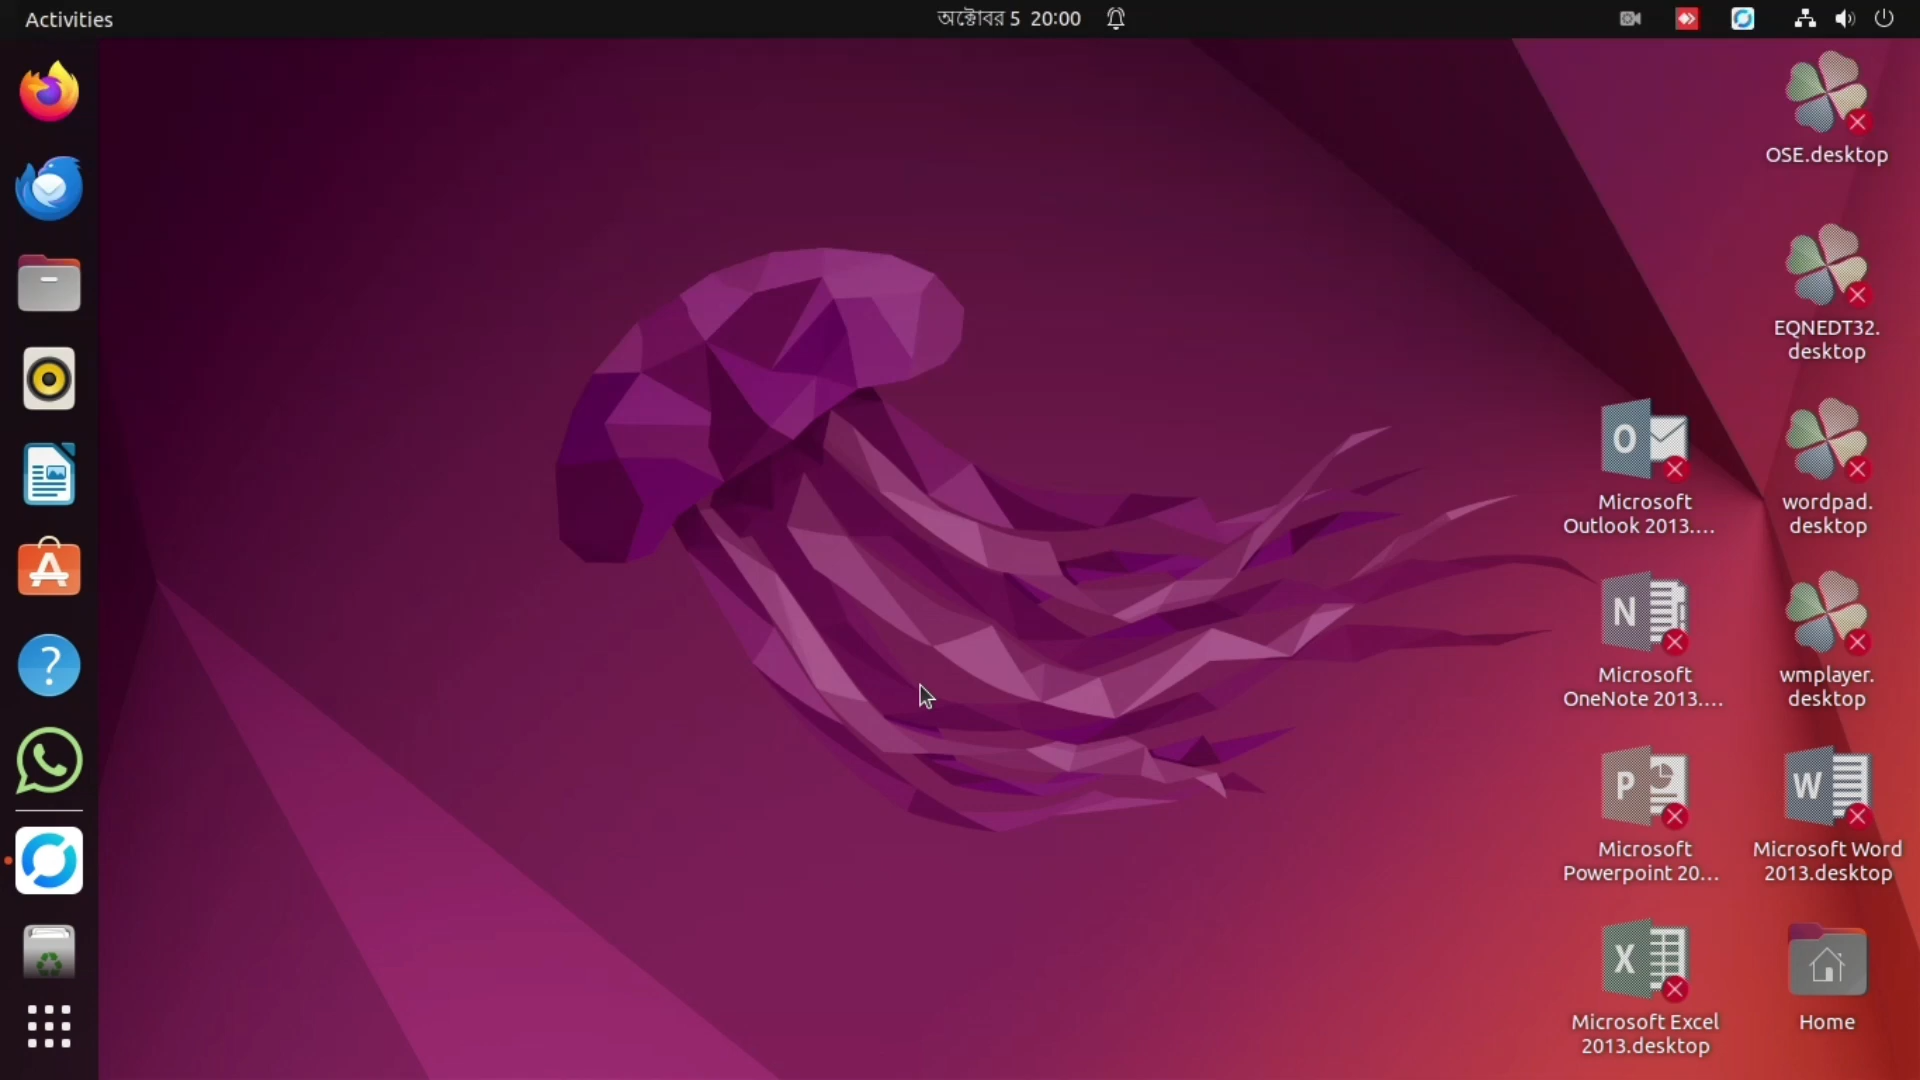 Activities
অক্টোবর 5 20:00
OSE.desktop
EQNEDT32.
desktop
Microsoft
Outlook 2013....
wordpad.
desktop
Microsoft
OneNote 2013....
wmplayer.
desktop
Microsoft
Powerpoint 20...
Microsoft Word
2013.desktop
Microsoft Excel
2013.desktop
Home